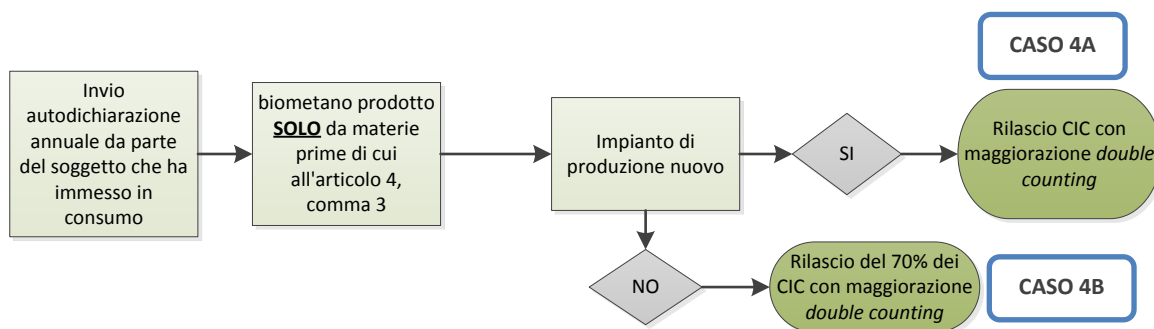 CASO 4A
Invio
autodichiarazione
annuale da parte
del soggetto che ha
immesso in
consumo
biometano prodotto
SOLO da materie
prime di cui
all'articolo 4,
comma 3
Impianto di
produzione nuovo
SI
Rilascio CIC con
maggiorazione double
counting
NO
Rilascio del 70% dei
CIC con maggiorazione
double counting
CASO 4B